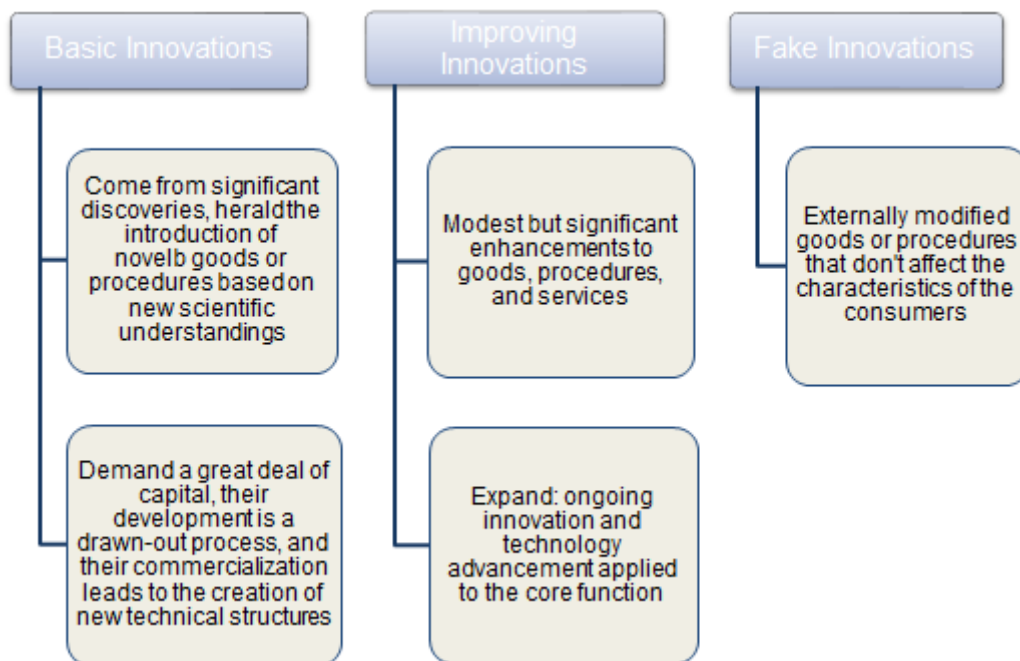 Basic Innovations
Come from significant
discoveries, herald the
introduction of
novelb goods or
procedures based on
new scientific
understandings
Demand a great deal of
capital, their
development is a
drawn-out process, and
their commercialization
leads to the creation of
new technical structures
Improving
Innovations
Modest but significant
enhancements to
goods, procedures,
and services
Expand: ongoing
innovation and
technology
advancement applied
to the core function
Fake Innovations
Externally modified
goods or procedures
that don't affect the
characteristics of the
consumers